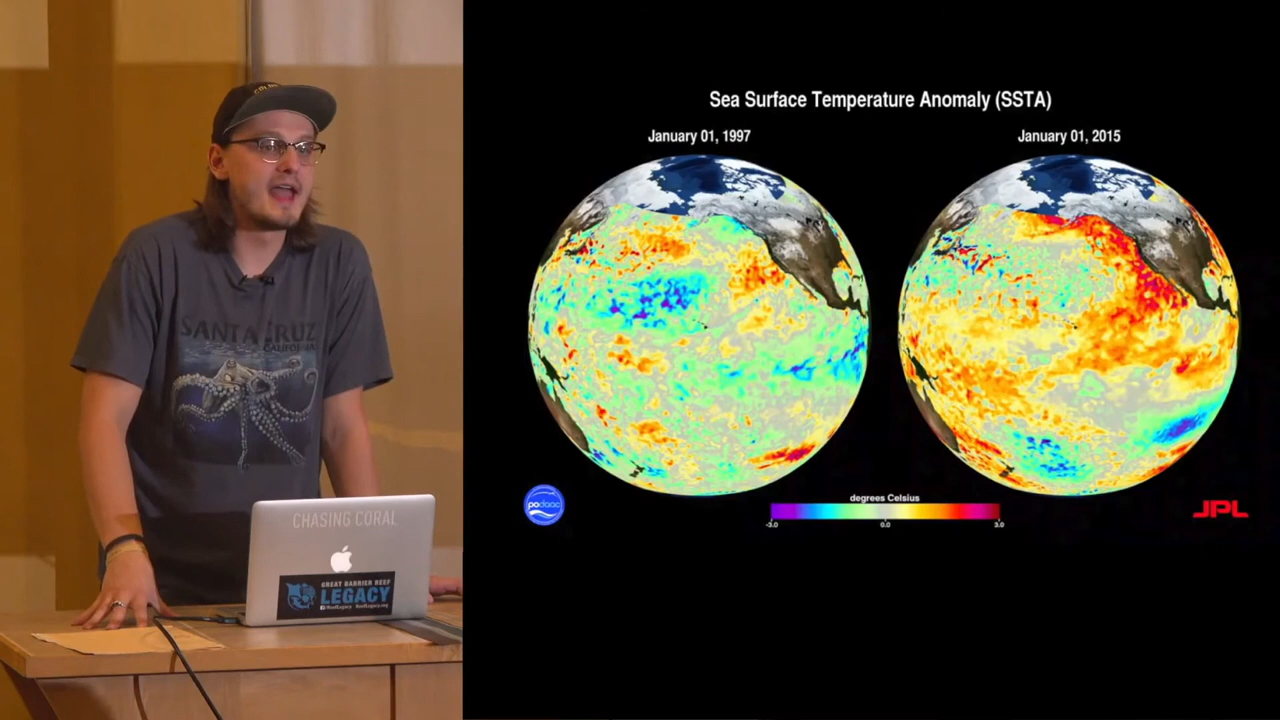 SANTA CRUZ
CALIFORNIA
CHASING CORAL
GREAT BARRIER REEF
LEGACY
Sea Surface Temperature Anomaly (SSTA)
January 01, 1997
January 01, 2015
podaac
degrees Celsius
-3.0 0.0 3.0
JPL